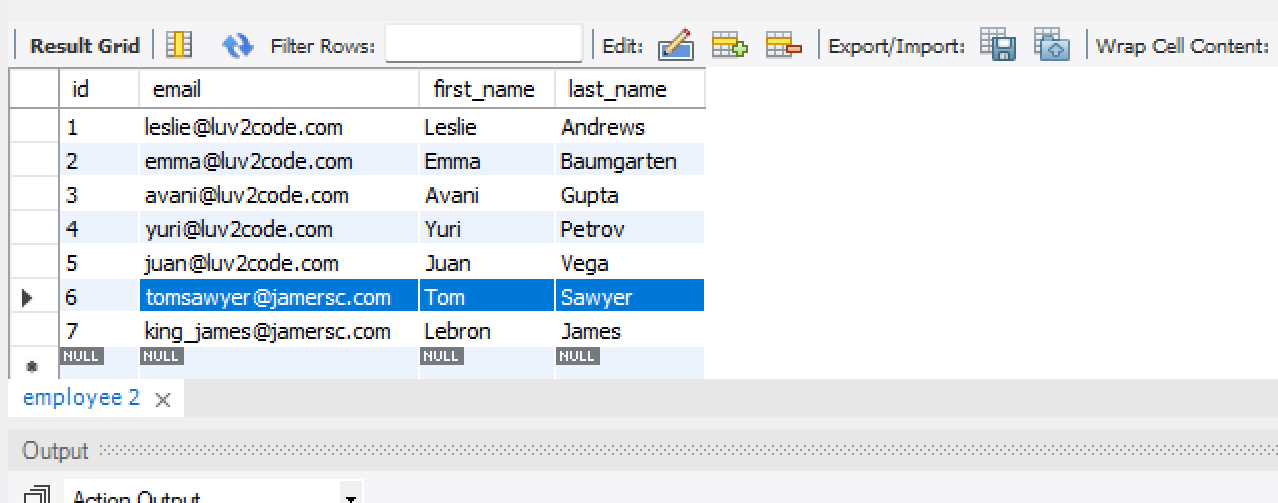 Result Grid Filter Rows: Edit: Export/Import: Wrap Cell Content:
id email first_name last_name
1 leslie@luv2code.com Leslie Andrews
2 emma@luv2code.com Emma Baumgarten
3 avani@luv2code.com Avani Gupta
4 yuri@luv2code.com Yuri Petrov
5 juan@luv2code.com Juan Vega
6 tomsawyer@jamersc.com Tom Sawyer
7 king_james@jamersc.com Lebron James
NULL NULL NULL NULL
employee 2
Output
Action Output